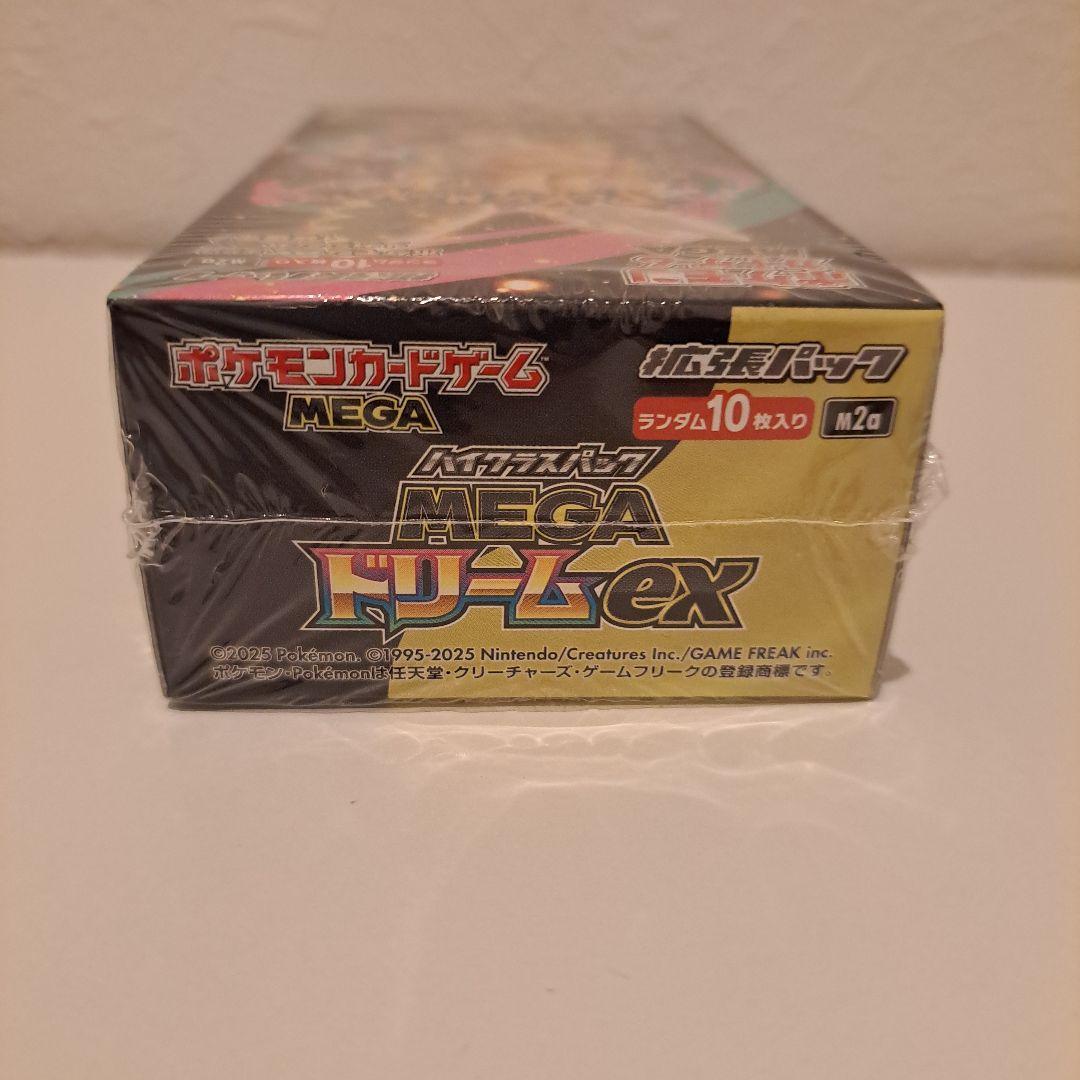 ポケモンカードゲーム
MEGA
拡張パック
ランダム10枚入り
M2a
ハイクラスパック
MEGA
ドリームex
©2025 Pokémon. ©1995-2025 Nintendo/Creatures Inc./GAME FREAK inc.
ポケモン・Pokémonは任天堂・クリーチャーズ・ゲームフリークの登録商標です。